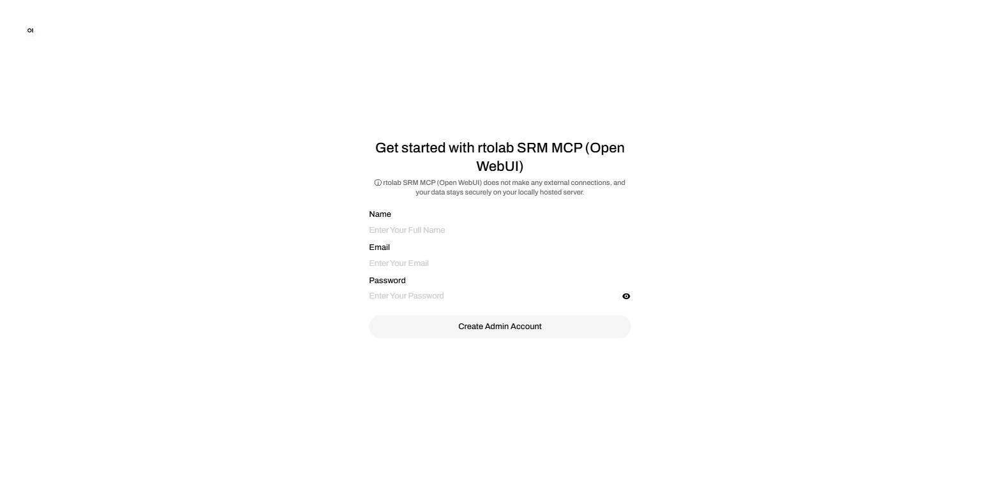 OI
Get started with rtolab SRM MCP (Open
WebUI)
ⓘ rtolab SRM MCP (Open WebUI) does not make any external connections, and
your data stays securely on your locally hosted server.
Name
Enter Your Full Name
Email
Enter Your Email
Password
Enter Your Password
Create Admin Account